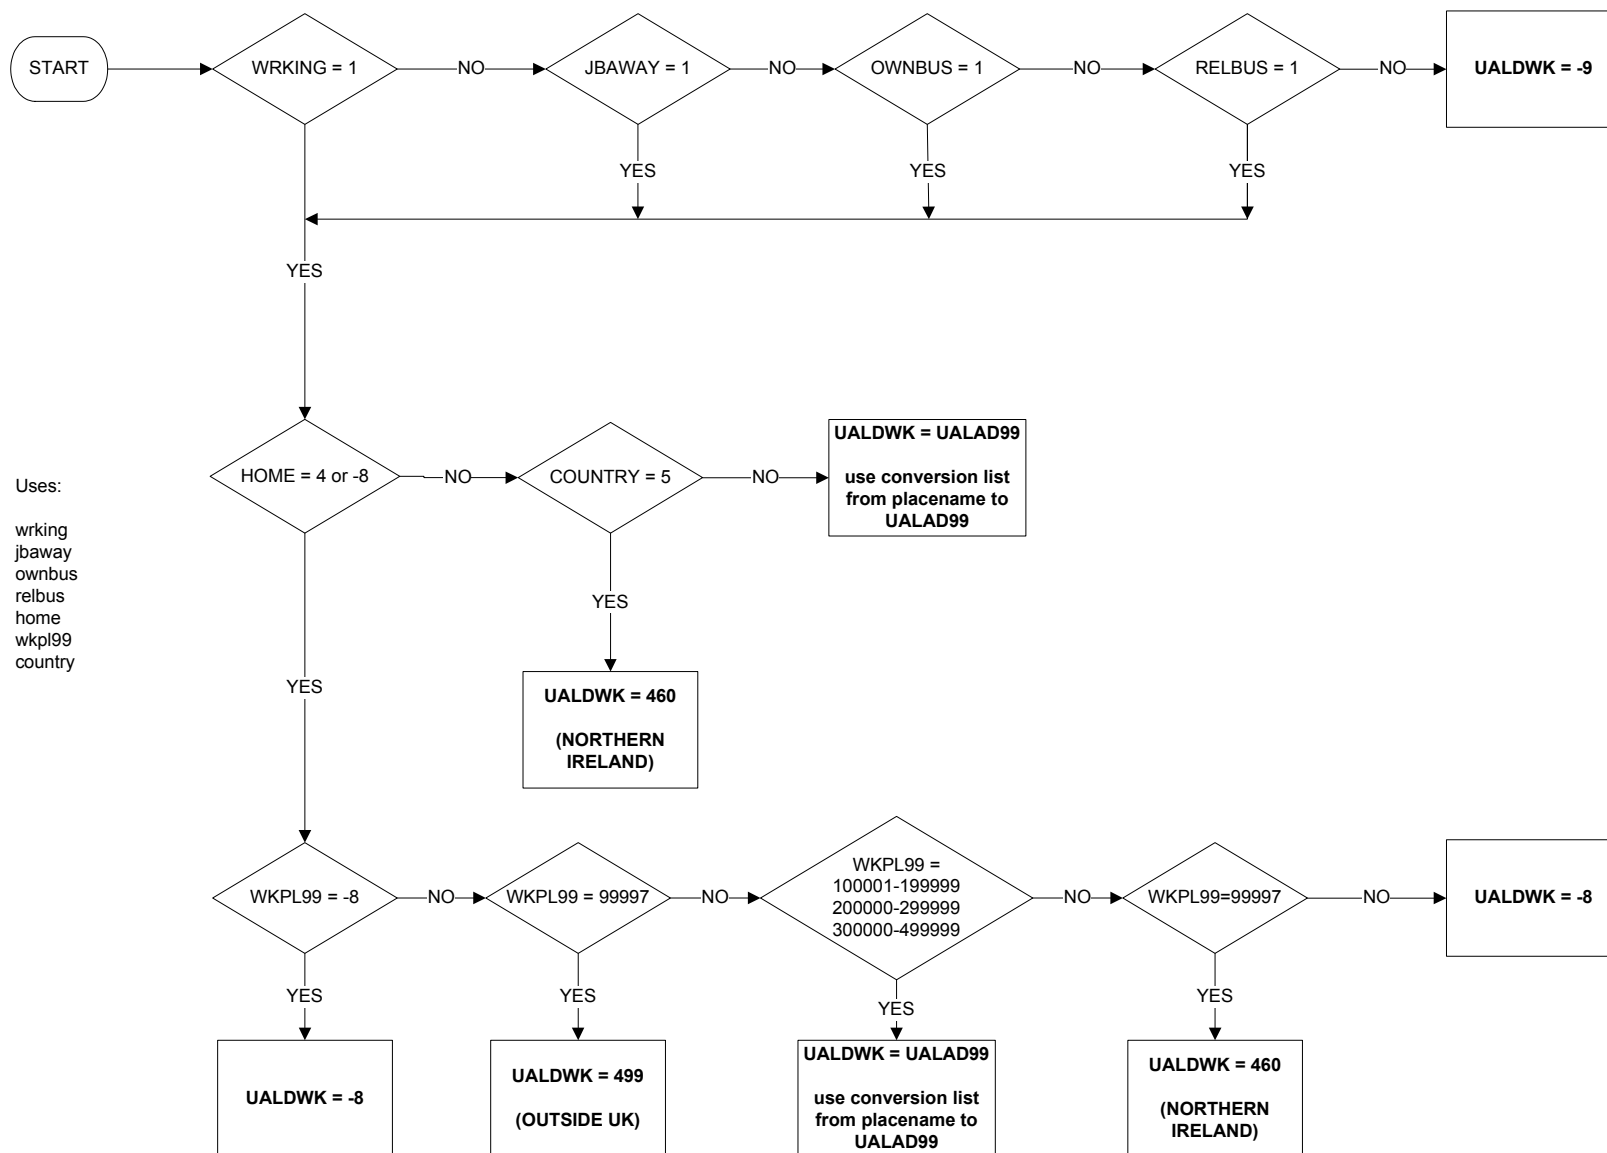 START
WRKING = 1
NO
JBAWAY = 1
NO
OWNBUS = 1
NO
RELBUS = 1
NO
UALDWK = -9
YES
YES
YES
YES
HOME = 4 or -8
NO
COUNTRY = 5
NO
UALDWK = UALAD99
use conversion list
from placename to
UALAD99
Uses:
wrking
jbaway
ownbus
relbus
home
wkpl99
country
YES
UALDWK = 460
(NORTHERN
IRELAND)
YES
WKPL99 = -8
NO
WKPL99 = 99997
NO
WKPL99 =
100001-199999
200000-299999
300000-499999
NO
WKPL99=99997
NO
UALDWK = -8
YES
YES
YES
YES
UALDWK = -8
UALDWK = 499
(OUTSIDE UK)
UALDWK = UALAD99
use conversion list
from placename to
UALAD99
UALDWK = 460
(NORTHERN
IRELAND)